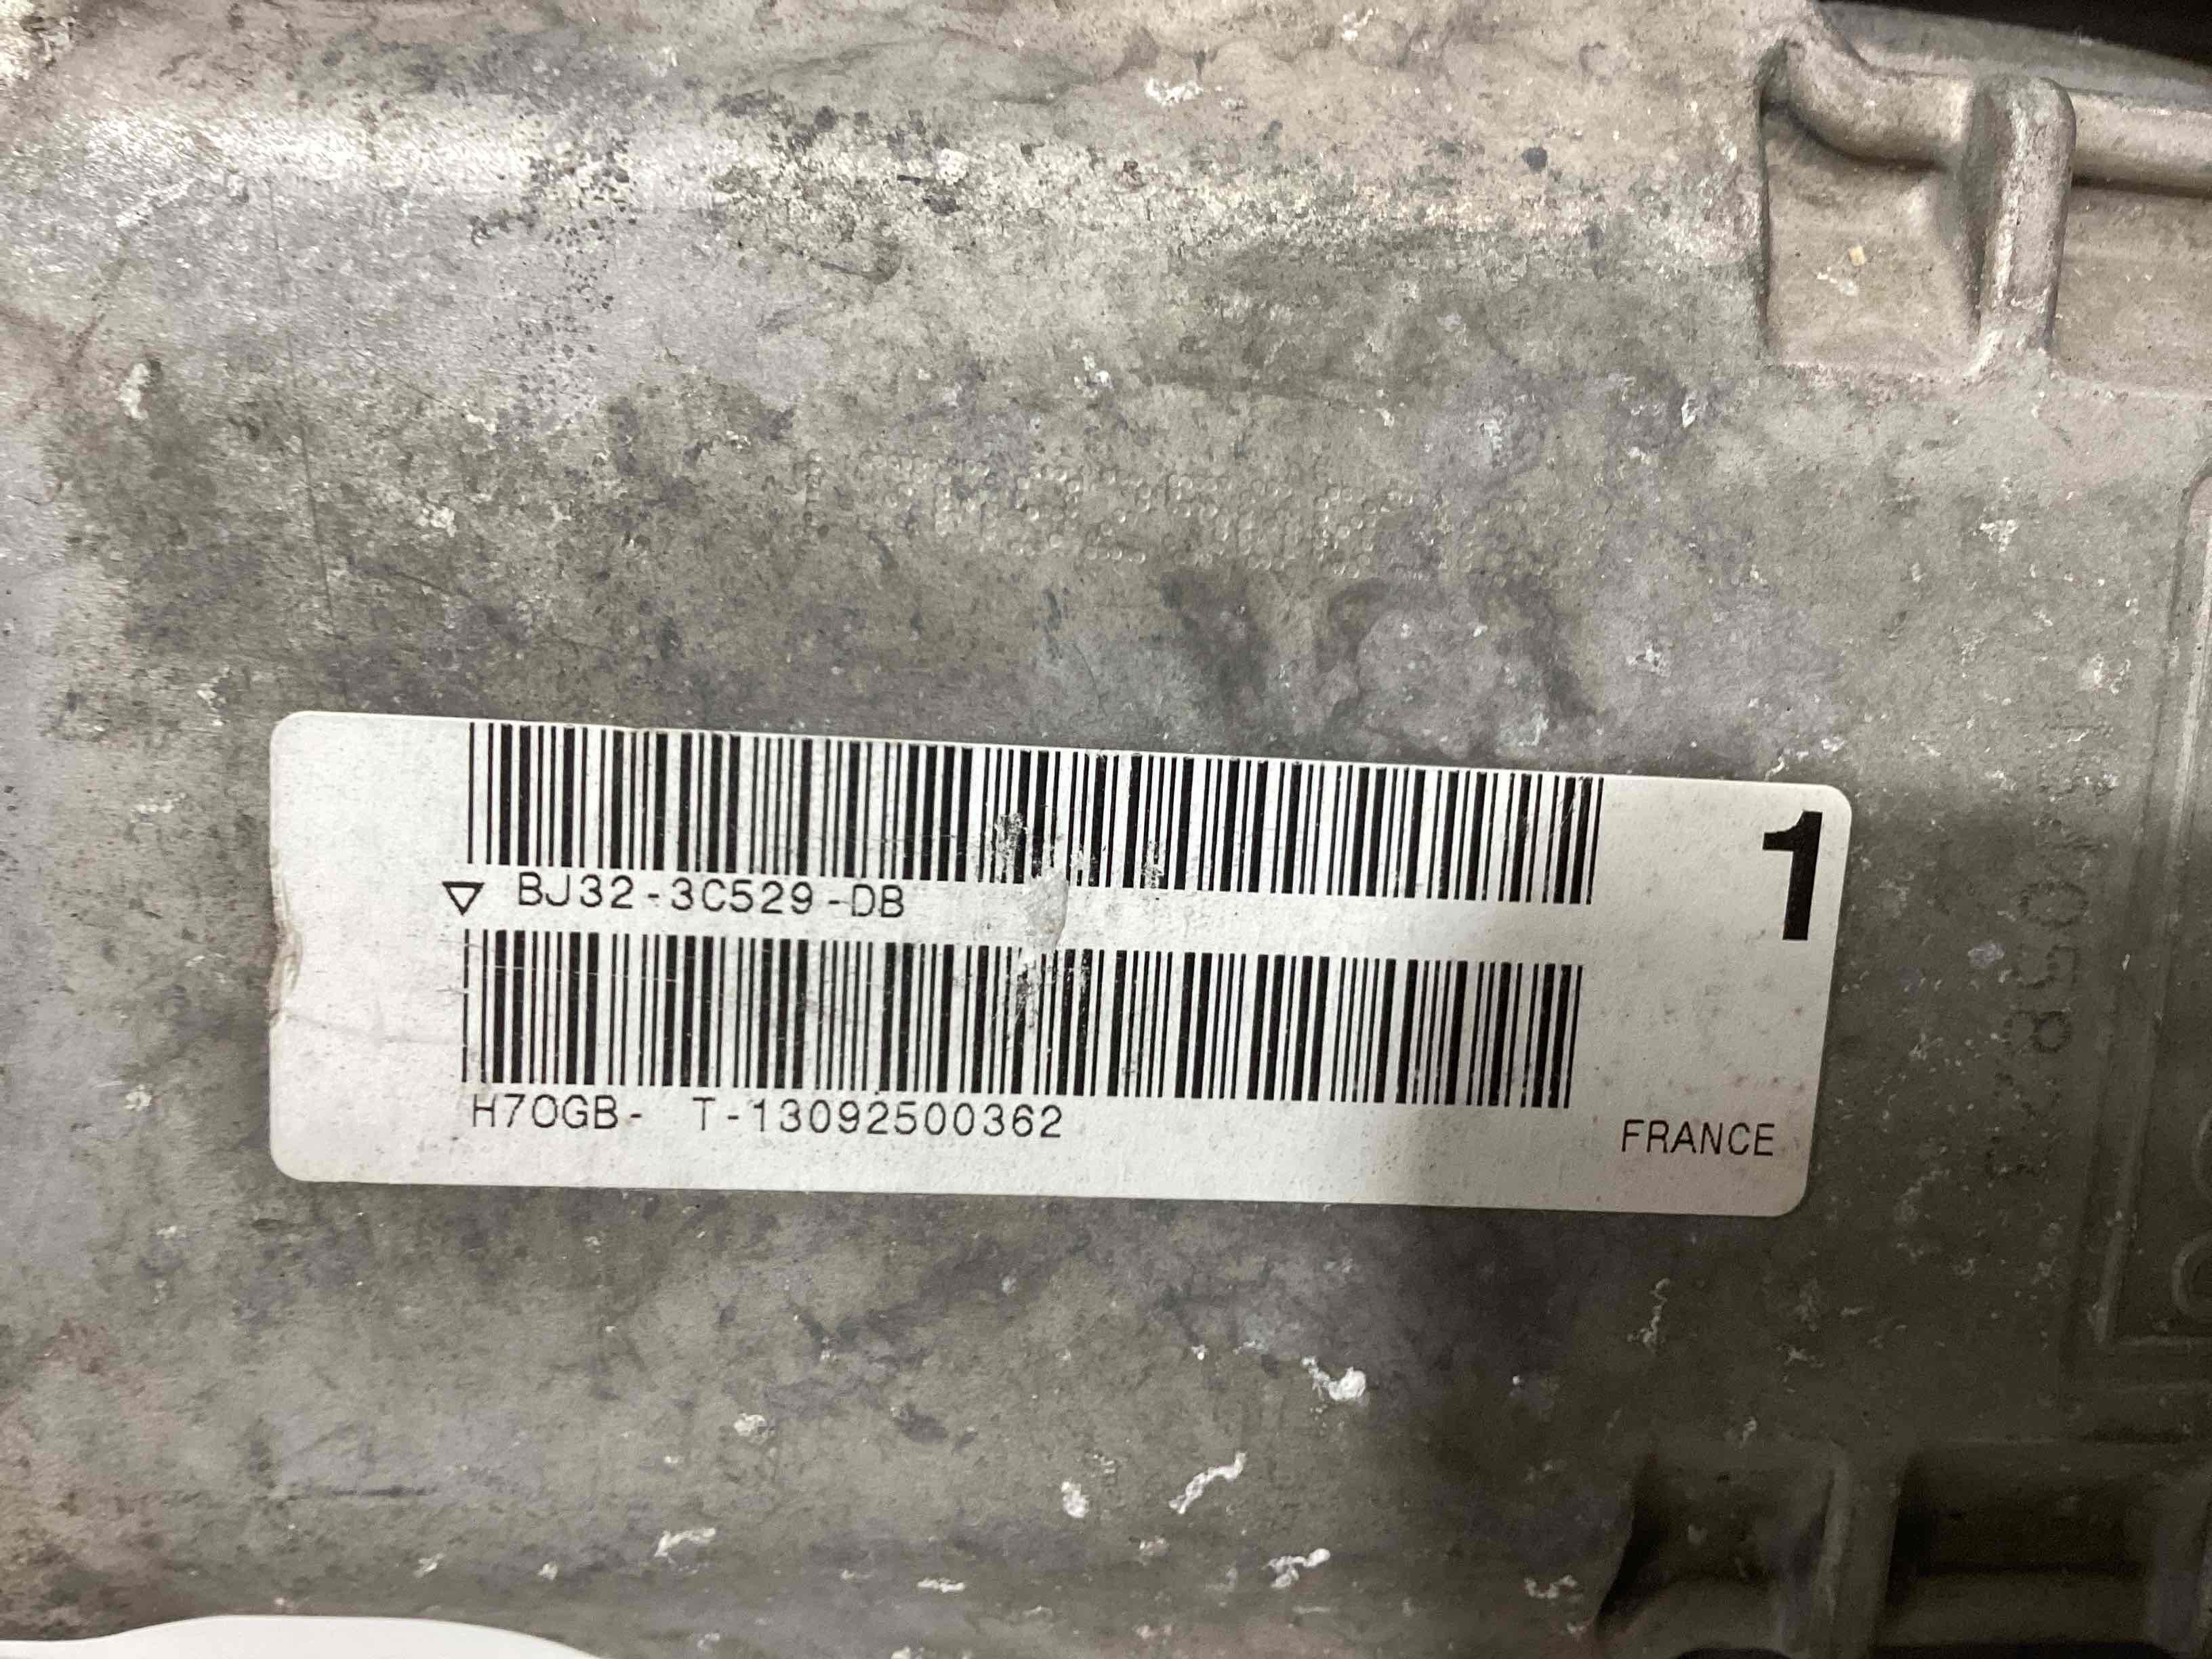 BJ32-3C529-DB
1
H70GB- T-13092500362
FRANCE